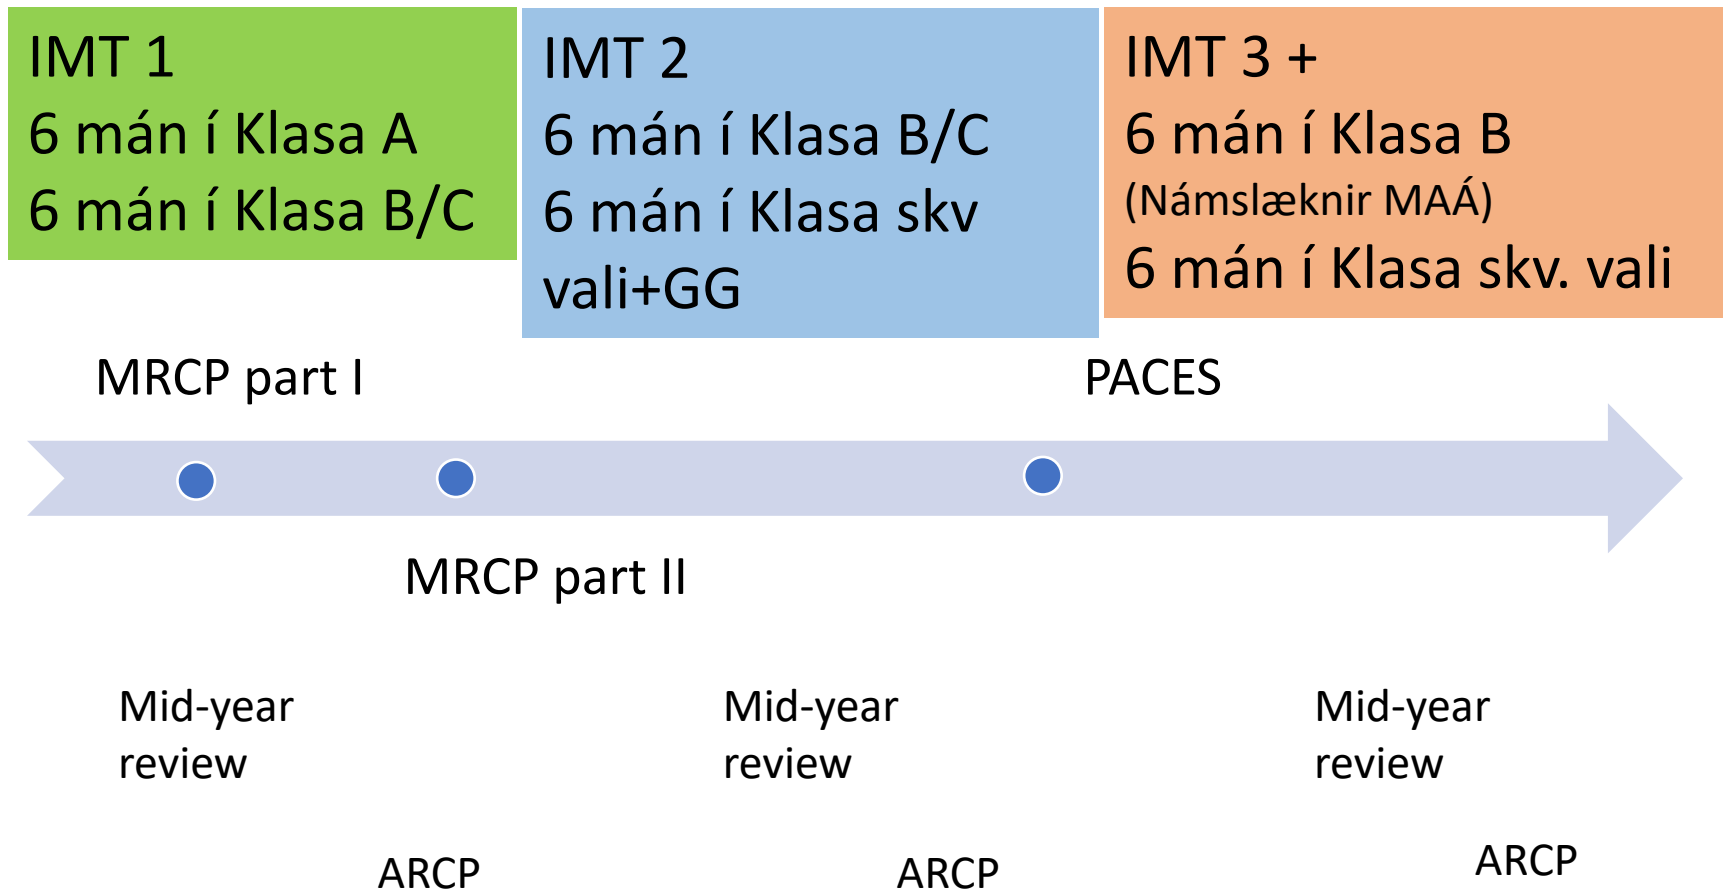 IMT 1
6 mán í Klasa A
6 mán í Klasa B/C
IMT 2
6 mán í Klasa B/C
6 mán í Klasa skv
vali+GG
IMT 3 +
6 mán í Klasa B
(Námslæknir MAÁ)
6 mán í Klasa skv. vali
MRCP part I
PACES
MRCP part II
Mid-year
review
Mid-year
review
Mid-year
review
ARCP
ARCP
ARCP